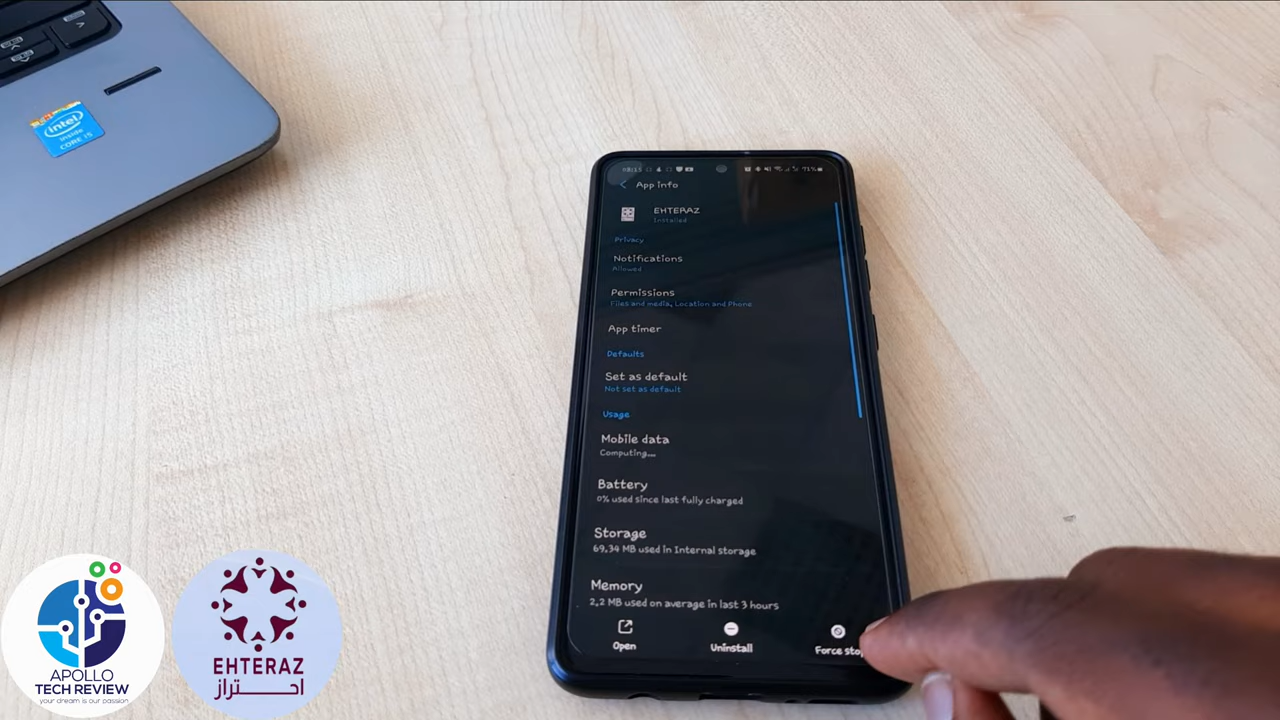 intel
inside
CORE i5
App info
EHTERAZ
Installed
Privacy
Notifications
Allowed
Permissions
Files and media, Location and Phone
App timer
Defaults
Set as default
Not set as default
Usage
Mobile data
Computing...
Battery
0% used since last fully charged
Storage
69.34 MB used in Internal storage
Memory
2.2 MB used on average in last 3 hours
Open
Uninstall
Force sto
APOLLO
TECH REVIEW
your dream is our passion
EHTERAZ
احتراز